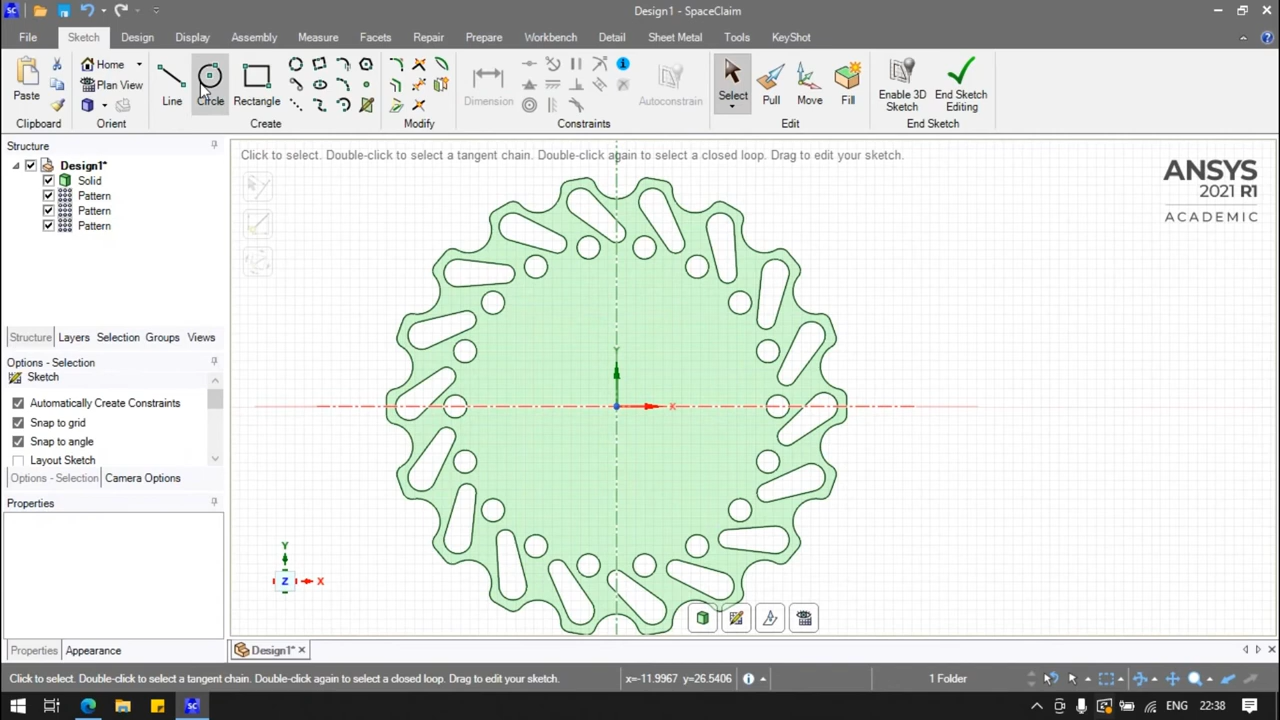 Design1 - SpaceClaim
File Sketch Design Display Assembly Measure Facets Repair Prepare Workbench Detail Sheet Metal Tools KeyShot
Paste
Home
Plan View
Line
Circle
Rectangle
Dimension
Autoconstrain
Select
Pull
Move
Fill
Enable 3D
Sketch
End Sketch
Editing
Clipboard Orient Create Modify Constraints Edit End Sketch
Structure
Design1*
Solid
Pattern
Pattern
Pattern
Structure Layers Selection Groups Views
Options - Selection
Sketch
Automatically Create Constraints
Snap to grid
Snap to angle
Layout Sketch
Options - Selection Camera Options
Properties
Properties Appearance
Click to select. Double-click to select a tangent chain. Double-click again to select a closed loop. Drag to edit your sketch.
ANSYS
2021 R1
ACADEMIC
Y
X
Y
Z
X
Design1*
Click to select. Double-click to select a tangent chain. Double-click again to select a closed loop. Drag to edit your sketch.
x=-11.9967 y=26.5406
1 Folder
ENG
22:38